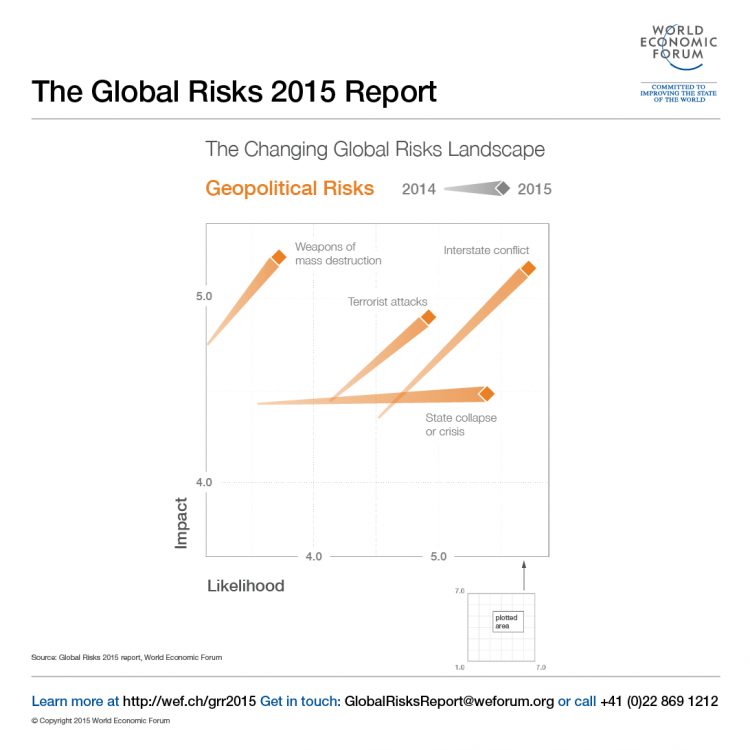 WORLD
ECONOMIC
FORUM
COMMITTED TO
IMPROVING THE STATE
OF THE WORLD
The Global Risks 2015 Report
The Changing Global Risks Landscape
Geopolitical Risks 2014 2015
Weapons of
mass destruction
Interstate conflict
5.0
Terrorist attacks
State collapse
or crisis
4.0
Impact
4.0 5.0
Likelihood
7.0
plotted
area
1.0 7.0
Source: Global Risks 2015 report, World Economic Forum
Learn more at http://wef.ch/grr2015 Get in touch: GlobalRisksReport@weforum.org or call +41 (0)22 869 1212
© Copyright 2015 World Economic Forum